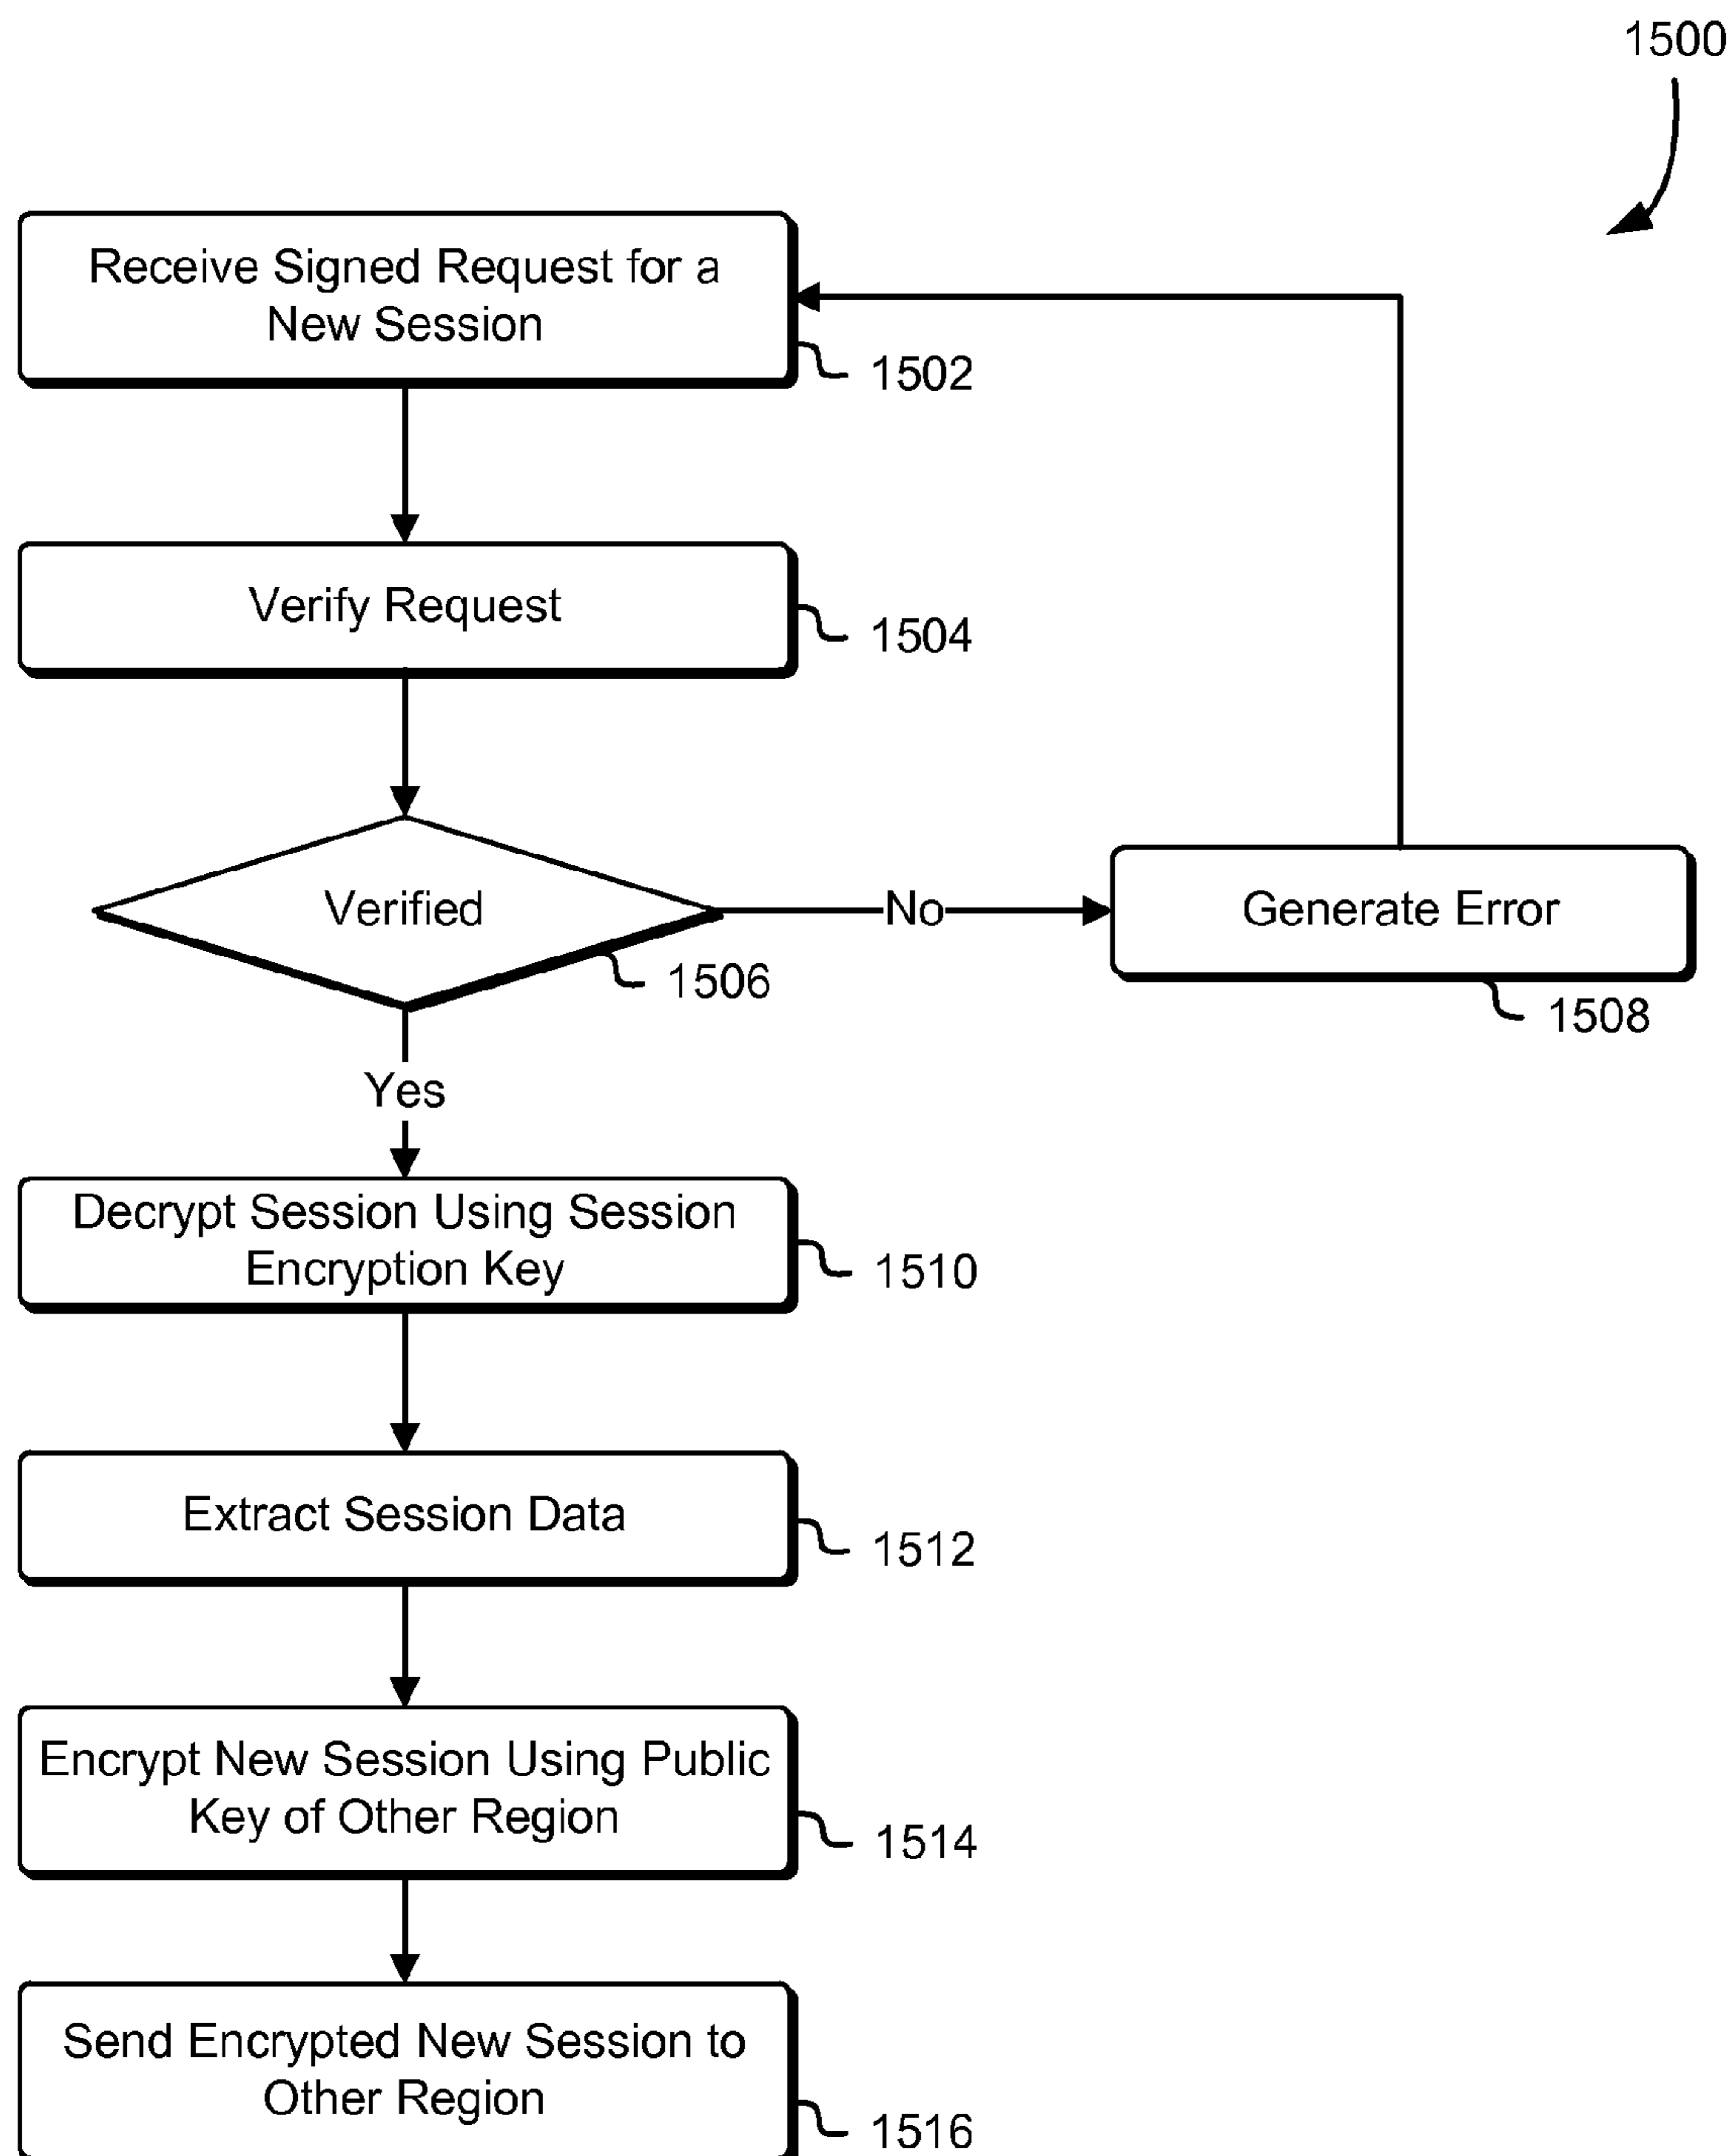 1500
Receive Signed Request for a
New Session
1502
Verify Request
1504
Verified
No
Generate Error
1506
1508
Yes
Decrypt Session Using Session
Encryption Key
1510
Extract Session Data
1512
Encrypt New Session Using Public
Key of Other Region
1514
Send Encrypted New Session to
Other Region
1516